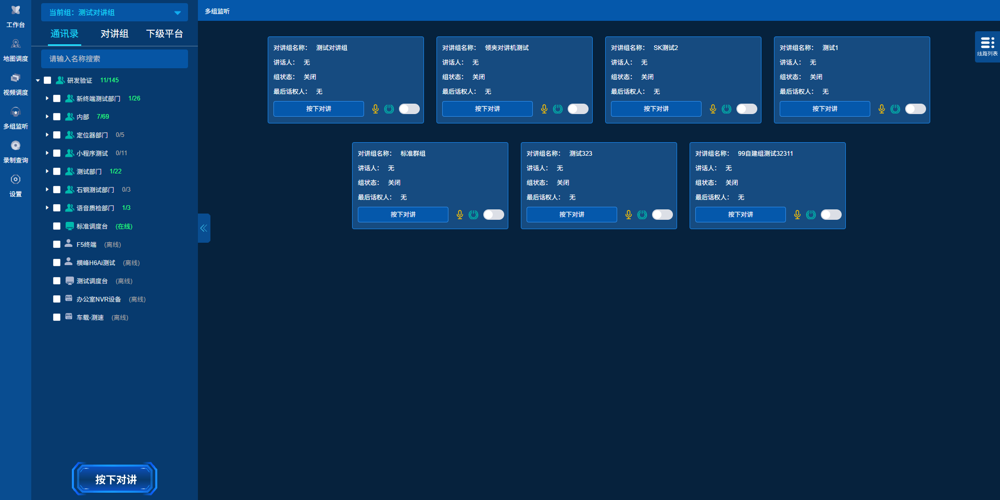 工作台
地图调度
视频调度
多组监听
录制查询
设置
当前组：测试对讲组
通讯录 对讲组 下级平台
请输入名称搜索
研发验证 11/145
新终端测试部门 1/26
内部 7/69
定位器部门 0/5
小程序测试 0/11
测试部门 1/22
石钢测试部门 0/3
语音质检部门 1/3
标准调度台 (在线)
F5终端 (离线)
横峰H6Ai测试 (离线)
测试调度台 (离线)
办公室NVR设备 (离线)
车载-测速 (离线)
按下对讲
多组监听
对讲组名称： 测试对讲组
讲话人： 无
组状态： 关闭
最后话权人： 无
按下对讲
对讲组名称： 领夹对讲机测试
讲话人： 无
组状态： 关闭
最后话权人： 无
按下对讲
对讲组名称： SK测试2
讲话人： 无
组状态： 关闭
最后话权人： 无
按下对讲
对讲组名称： 测试1
讲话人： 无
组状态： 关闭
最后话权人： 无
按下对讲
对讲组名称： 标准群组
讲话人： 无
组状态： 关闭
最后话权人： 无
按下对讲
对讲组名称： 测试323
讲话人： 无
组状态： 关闭
最后话权人： 无
按下对讲
对讲组名称： 99自建组测试32311
讲话人： 无
组状态： 关闭
最后话权人： 无
按下对讲
线路列表